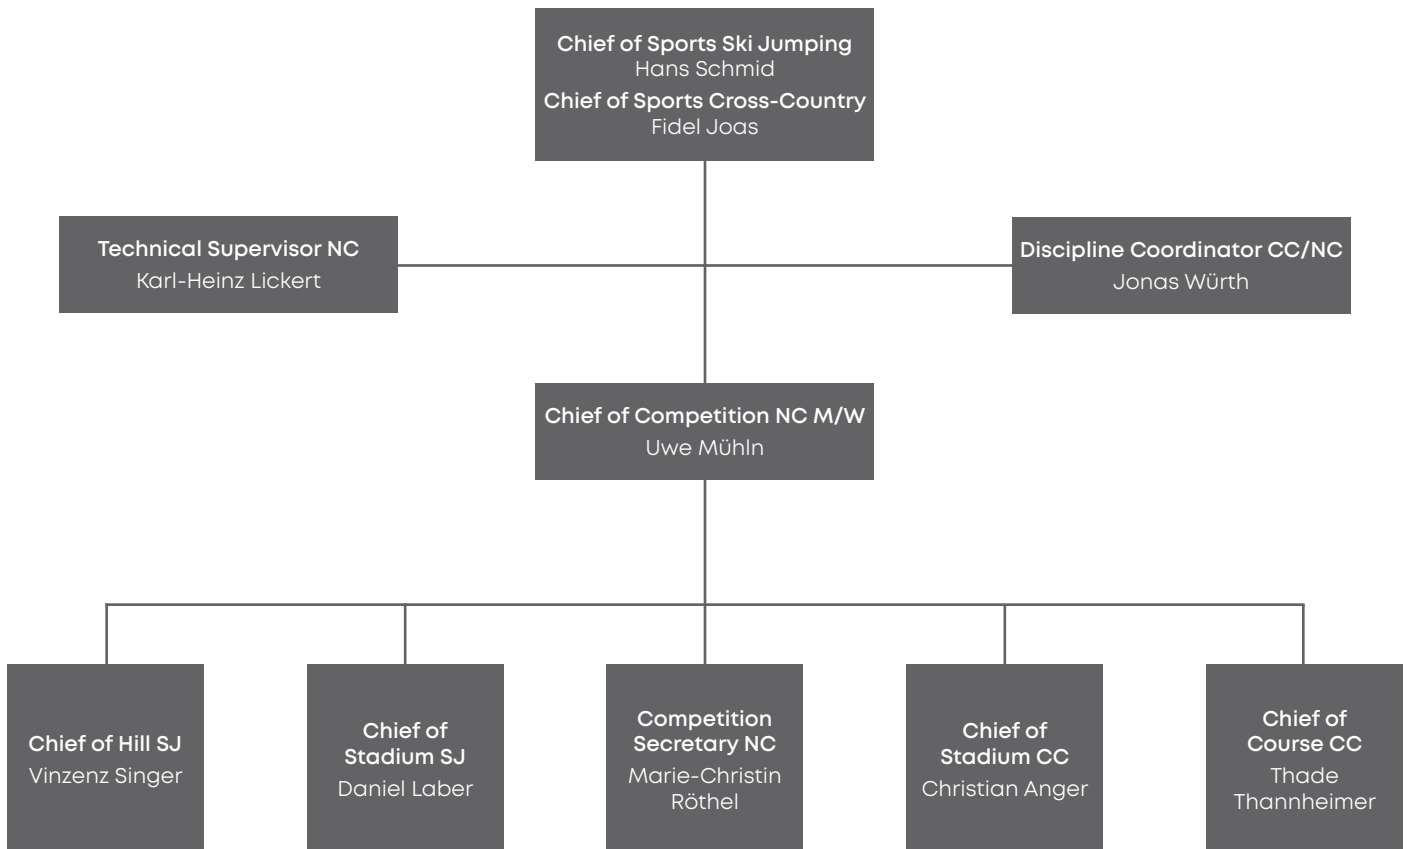 Chief of Sports Ski Jumping
Hans Schmid
Chief of Sports Cross-Country
Fidel Joas
Technical Supervisor NC
Karl-Heinz Lickert
Discipline Coordinator CC/NC
Jonas Würth
Chief of Competition NC M/W
Uwe Mühln
Chief of Hill SJ
Vinzenz Singer
Chief of
Stadium SJ
Daniel Laber
Competition
Secretary NC
Marie-Christin
Röthel
Chief of
Stadium CC
Christian Anger
Chief of
Course CC
Thade
Thannheimer